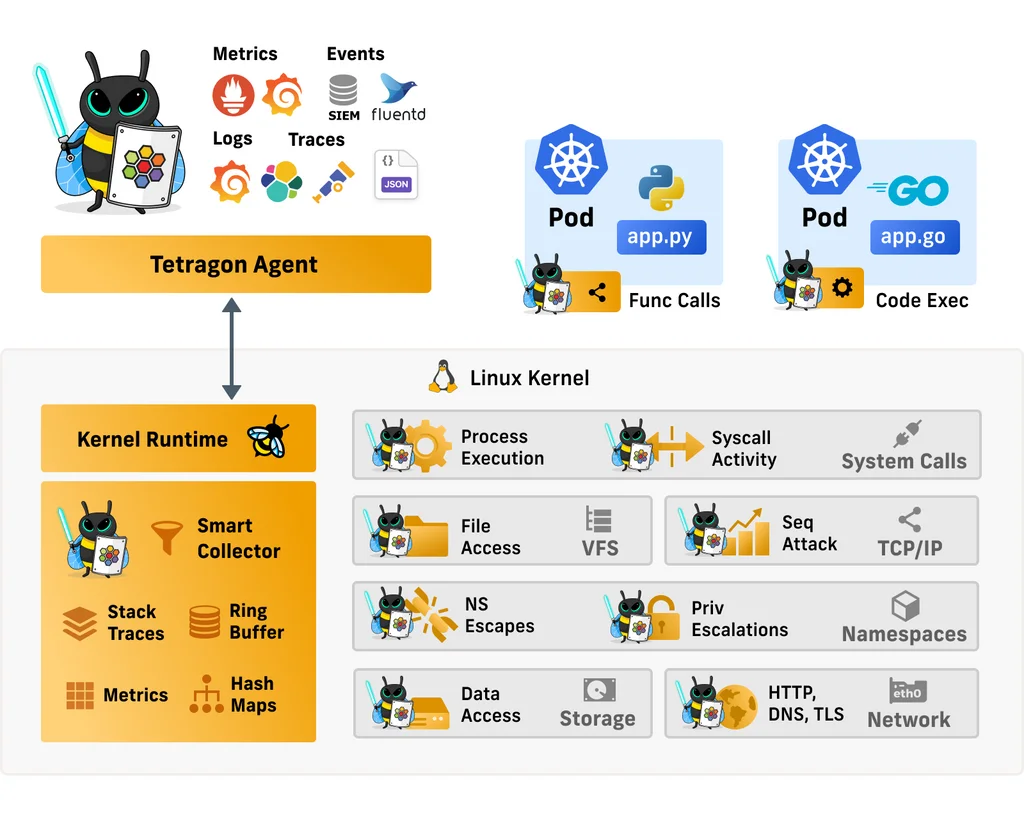 Metrics
Events
SIEM
fluentd
Logs
Traces
{}
JSON
Tetragon Agent
Pod
app.py
Func Calls
Pod
GO
app.go
Code Exec
Linux Kernel
Kernel Runtime
Smart
Collector
Stack
Traces
Ring
Buffer
Metrics
Hash
Maps
Process
Execution
Syscall
Activity
System Calls
File
Access
VFS
Seq
Attack
TCP/IP
NS
Escapes
Priv
Escalations
Namespaces
Data
Access
Storage
HTTP,
DNS, TLS
eth0
Network